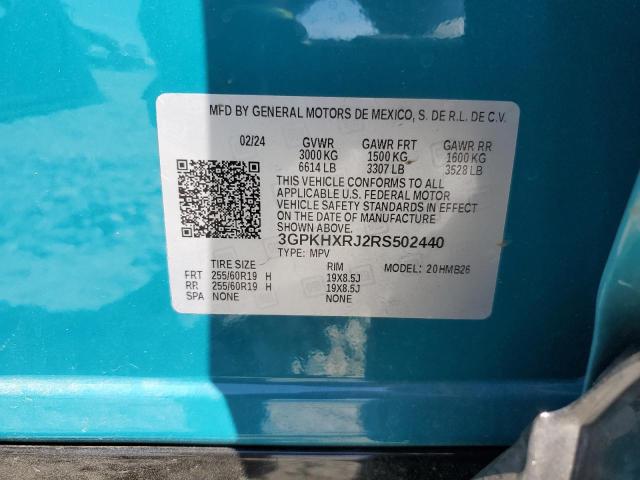 MFD BY GENERAL MOTORS DE MEXICO, S. DE R.L. DE C.V.
02/24 GVWR GAWR FRT GAWR RR
3000 KG 1500 KG 1600 KG
6614 LB 3307 LB 3528 LB
THIS VEHICLE CONFORMS TO ALL
APPLICABLE U.S. FEDERAL MOTOR
VEHICLE SAFETY STANDARDS IN EFFECT
ON THE DATE OF MANUFACTURE
SHOWN ABOVE.
3GPKHXRJ2RS502440
TYPE: MPV
TIRE SIZE RIM MODEL: 20HMB26
FRT 255/60R19 H 19X8.5J
RR 255/60R19 H 19X8.5J
SPA NONE NONE